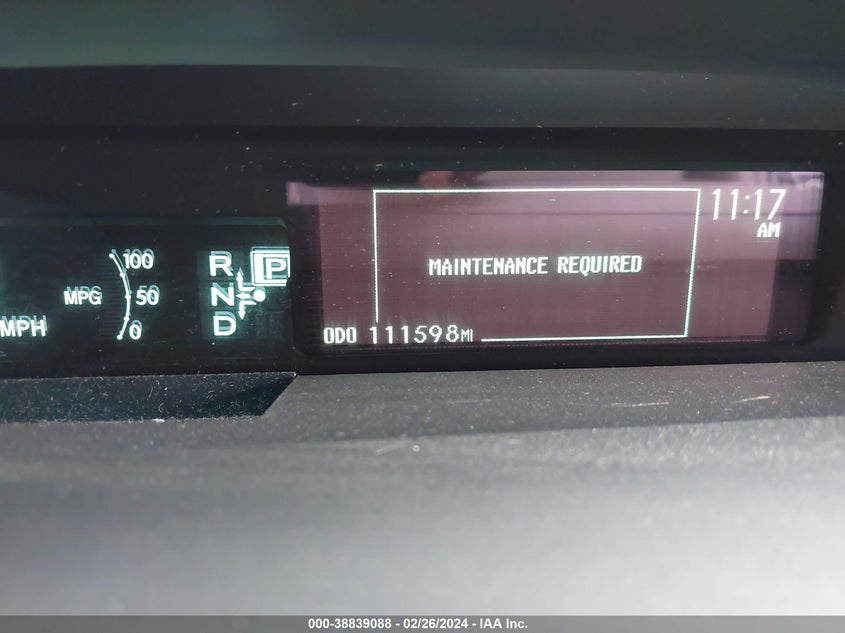 11:17
AM
100
R P
MAINTENANCE REQUIRED
MPG 50 N
MPH 0 D
ODO 111598MI
000-38839088 - 02/26/2024 - IAA Inc.